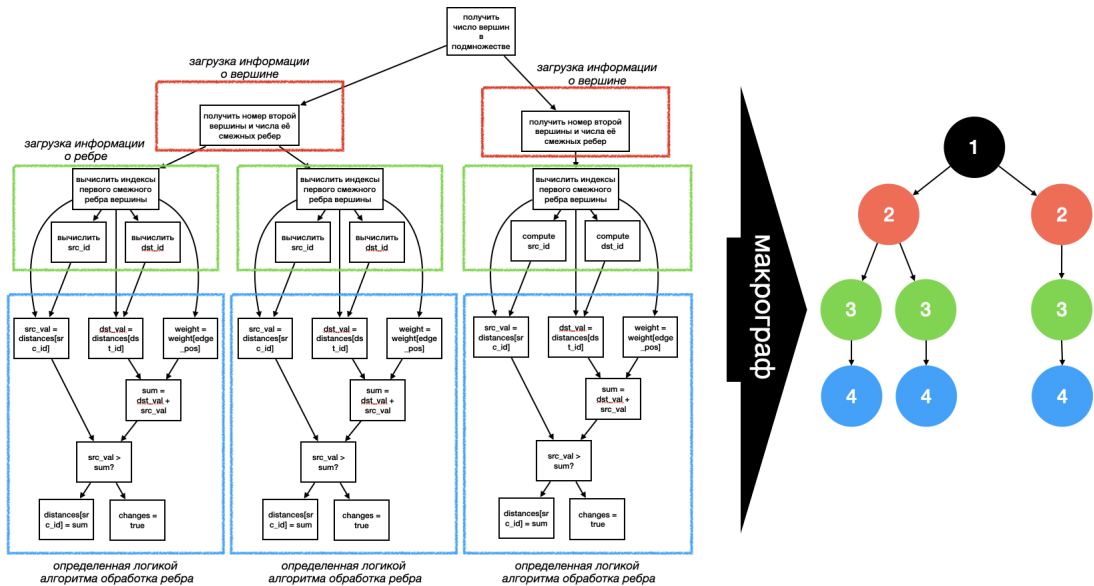 получить
число вершин
в
подмножестве
загрузка информации
о вершине
загрузка информации
о вершине
получить номер второй
вершины и числа её
смежных ребер
получить номер второй
вершины и числа её
смежных ребер
загрузка информации
о ребре
вычислить индексы
первого смежного
ребра вершины
вычислить
src_id
вычислить
dst_id
вычислить индексы
первого смежного
ребра вершины
вычислить
src_id
вычислить
dst_id
вычислить индексы
первого смежного
ребра вершины
compute
src_id
compute
dst_id
src_val =
distances[sr
c_id]
dst_val =
distances[ds
t_id]
weight =
weight[edge
_pos]
sum =
dst_val +
src_val
src_val >
sum?
distances[sr
c_id] = sum
changes =
true
src_val =
distances[sr
c_id]
dst_val =
distances[ds
t_id]
weight =
weight[edge
_pos]
sum =
dst_val +
src_val
src_val >
sum?
distances[sr
c_id] = sum
changes =
true
src_val =
distances[sr
c_id]
dst_val =
distances[ds
t_id]
weight =
weight[edge
_pos]
sum =
dst_val +
src_val
src_val >
sum?
distances[sr
c_id] = sum
changes =
true
определенная логикой
алгоритма обработка ребра
определенная логикой
алгоритма обработка ребра
определенная логикой
алгоритма обработка ребра
макрограф
1
2
2
3
3
3
4
4
4